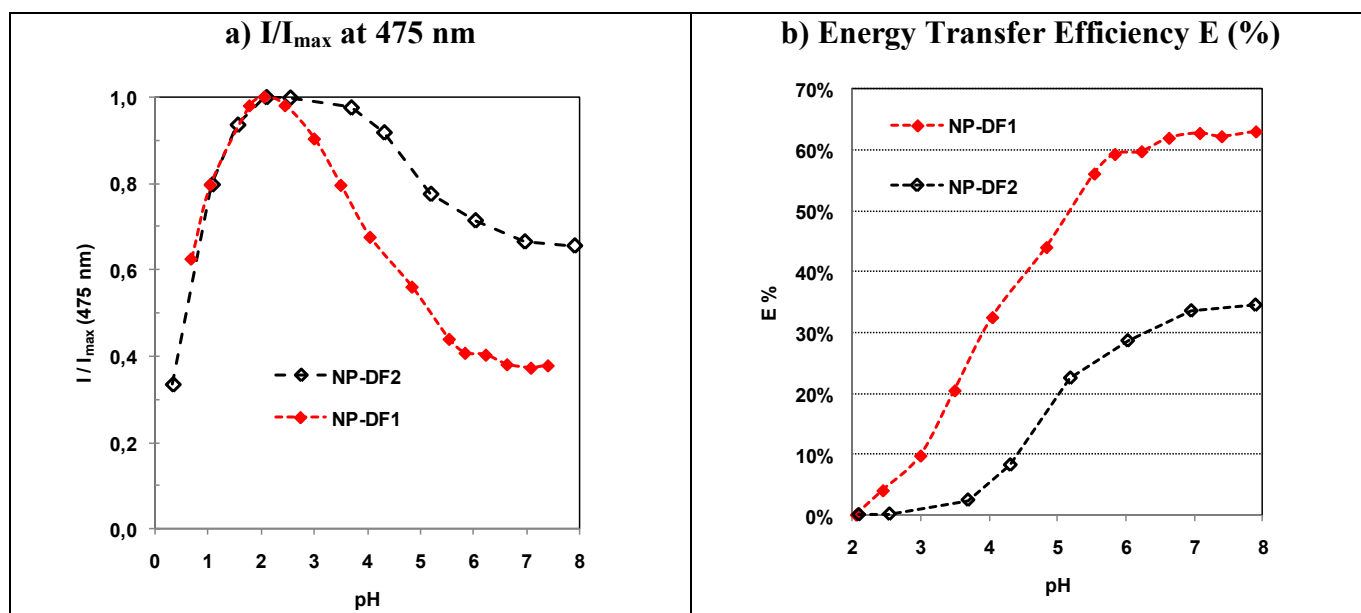 a) I/Imax at 475 nm
I / Imax (475 nm)
1,0
0,8
0,6
0,4
0,2
0,0
NP-DF2
NP-DF1
0 1 2 3 4 5 6 7 8
pH
b) Energy Transfer Efficiency E (%)
E %
70%
60%
50%
40%
30%
20%
10%
0%
NP-DF1
NP-DF2
2 3 4 5 6 7 8
pH